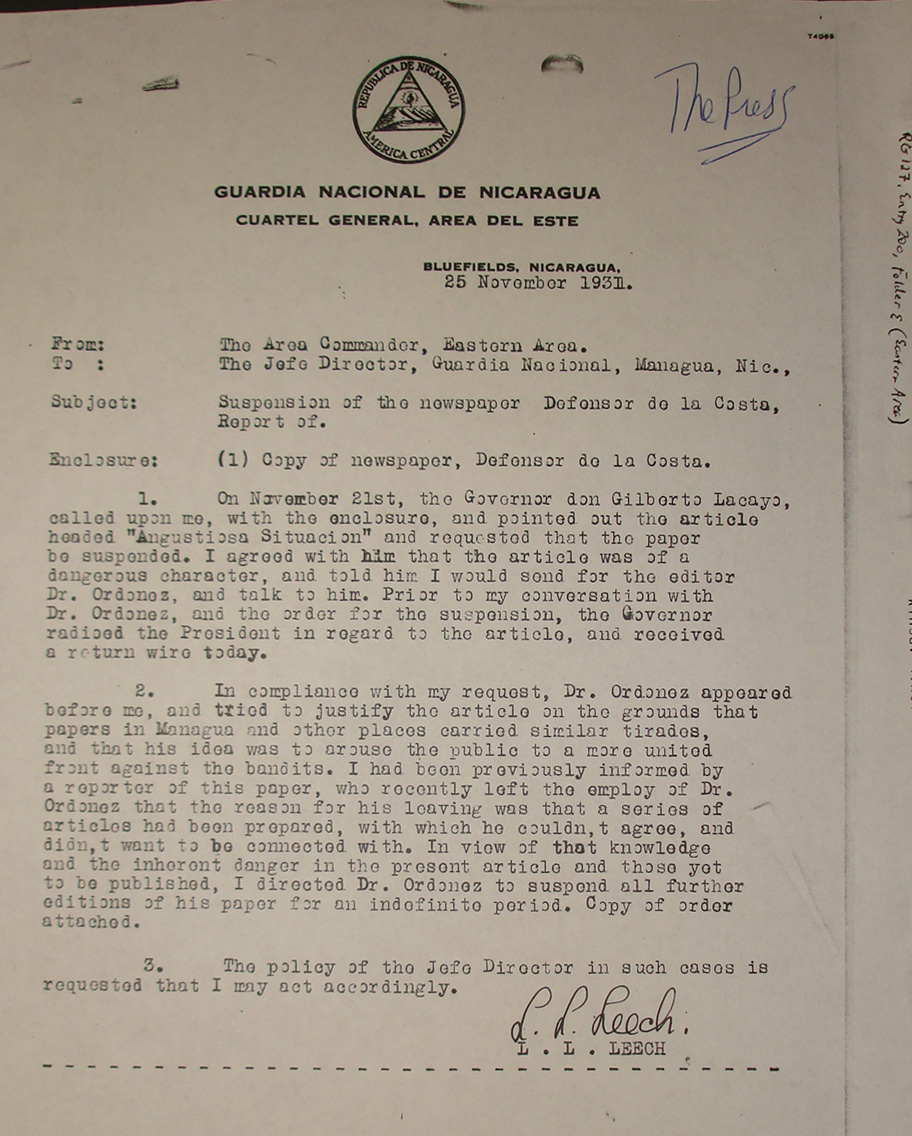 T4095
REPUBLICA DE NICARAGUA
AMERICA CENTRAL
The Press
GUARDIA NACIONAL DE NICARAGUA
CUARTEL GENERAL, AREA DEL ESTE
BLUEFIELDS, NICARAGUA,
25 November 1931.
From: The Area Commander, Eastern Area.
To : The Jefe Director, Guardia Nacional, Managua, Nic.,
Subject: Suspension of the newspaper Defensor de la Costa,
Report of.
Enclosure: (1) Copy of newspaper, Defensor de la Costa.
1. On November 21st, the Governor don Gilberto Lacayo,
called upon me, with the enclosure, and pointed out the article
headed "Angustiosa Situacion" and requested that the paper
be suspended. I agreed with him that the article was of a
dangerous character, and told him I would send for the editor
Dr. Ordonez, and talk to him. Prior to my conversation with
Dr. Ordonez, and the order for the suspension, the Governor
radioed the President in regard to the article, and received
a return wire today.
2. In compliance with my request, Dr. Ordonez appeared
before me, and tried to justify the article on the grounds that
papers in Managua and other places carried similar tirades,
and that his idea was to arouse the public to a more united
front against the bandits. I had been previously informed by
a reporter of this paper, who recently left the employ of Dr.
Ordonez that the reason for his leaving was that a series of
articles had been prepared, with which he couldn,t agree, and
didn,t want to be connected with. In view of that knowledge
and the inherent danger in the present article and those yet
to be published, I directed Dr. Ordonez to suspend all further
editions of his paper for an indefinite period. Copy of order
attached.
3. The policy of the Jefe Director in such cases is
requested that I may act accordingly.
L. L. Leech.
L . L . LEECH
RG 127, Entry 200, Folder 3 (Eastern Area)